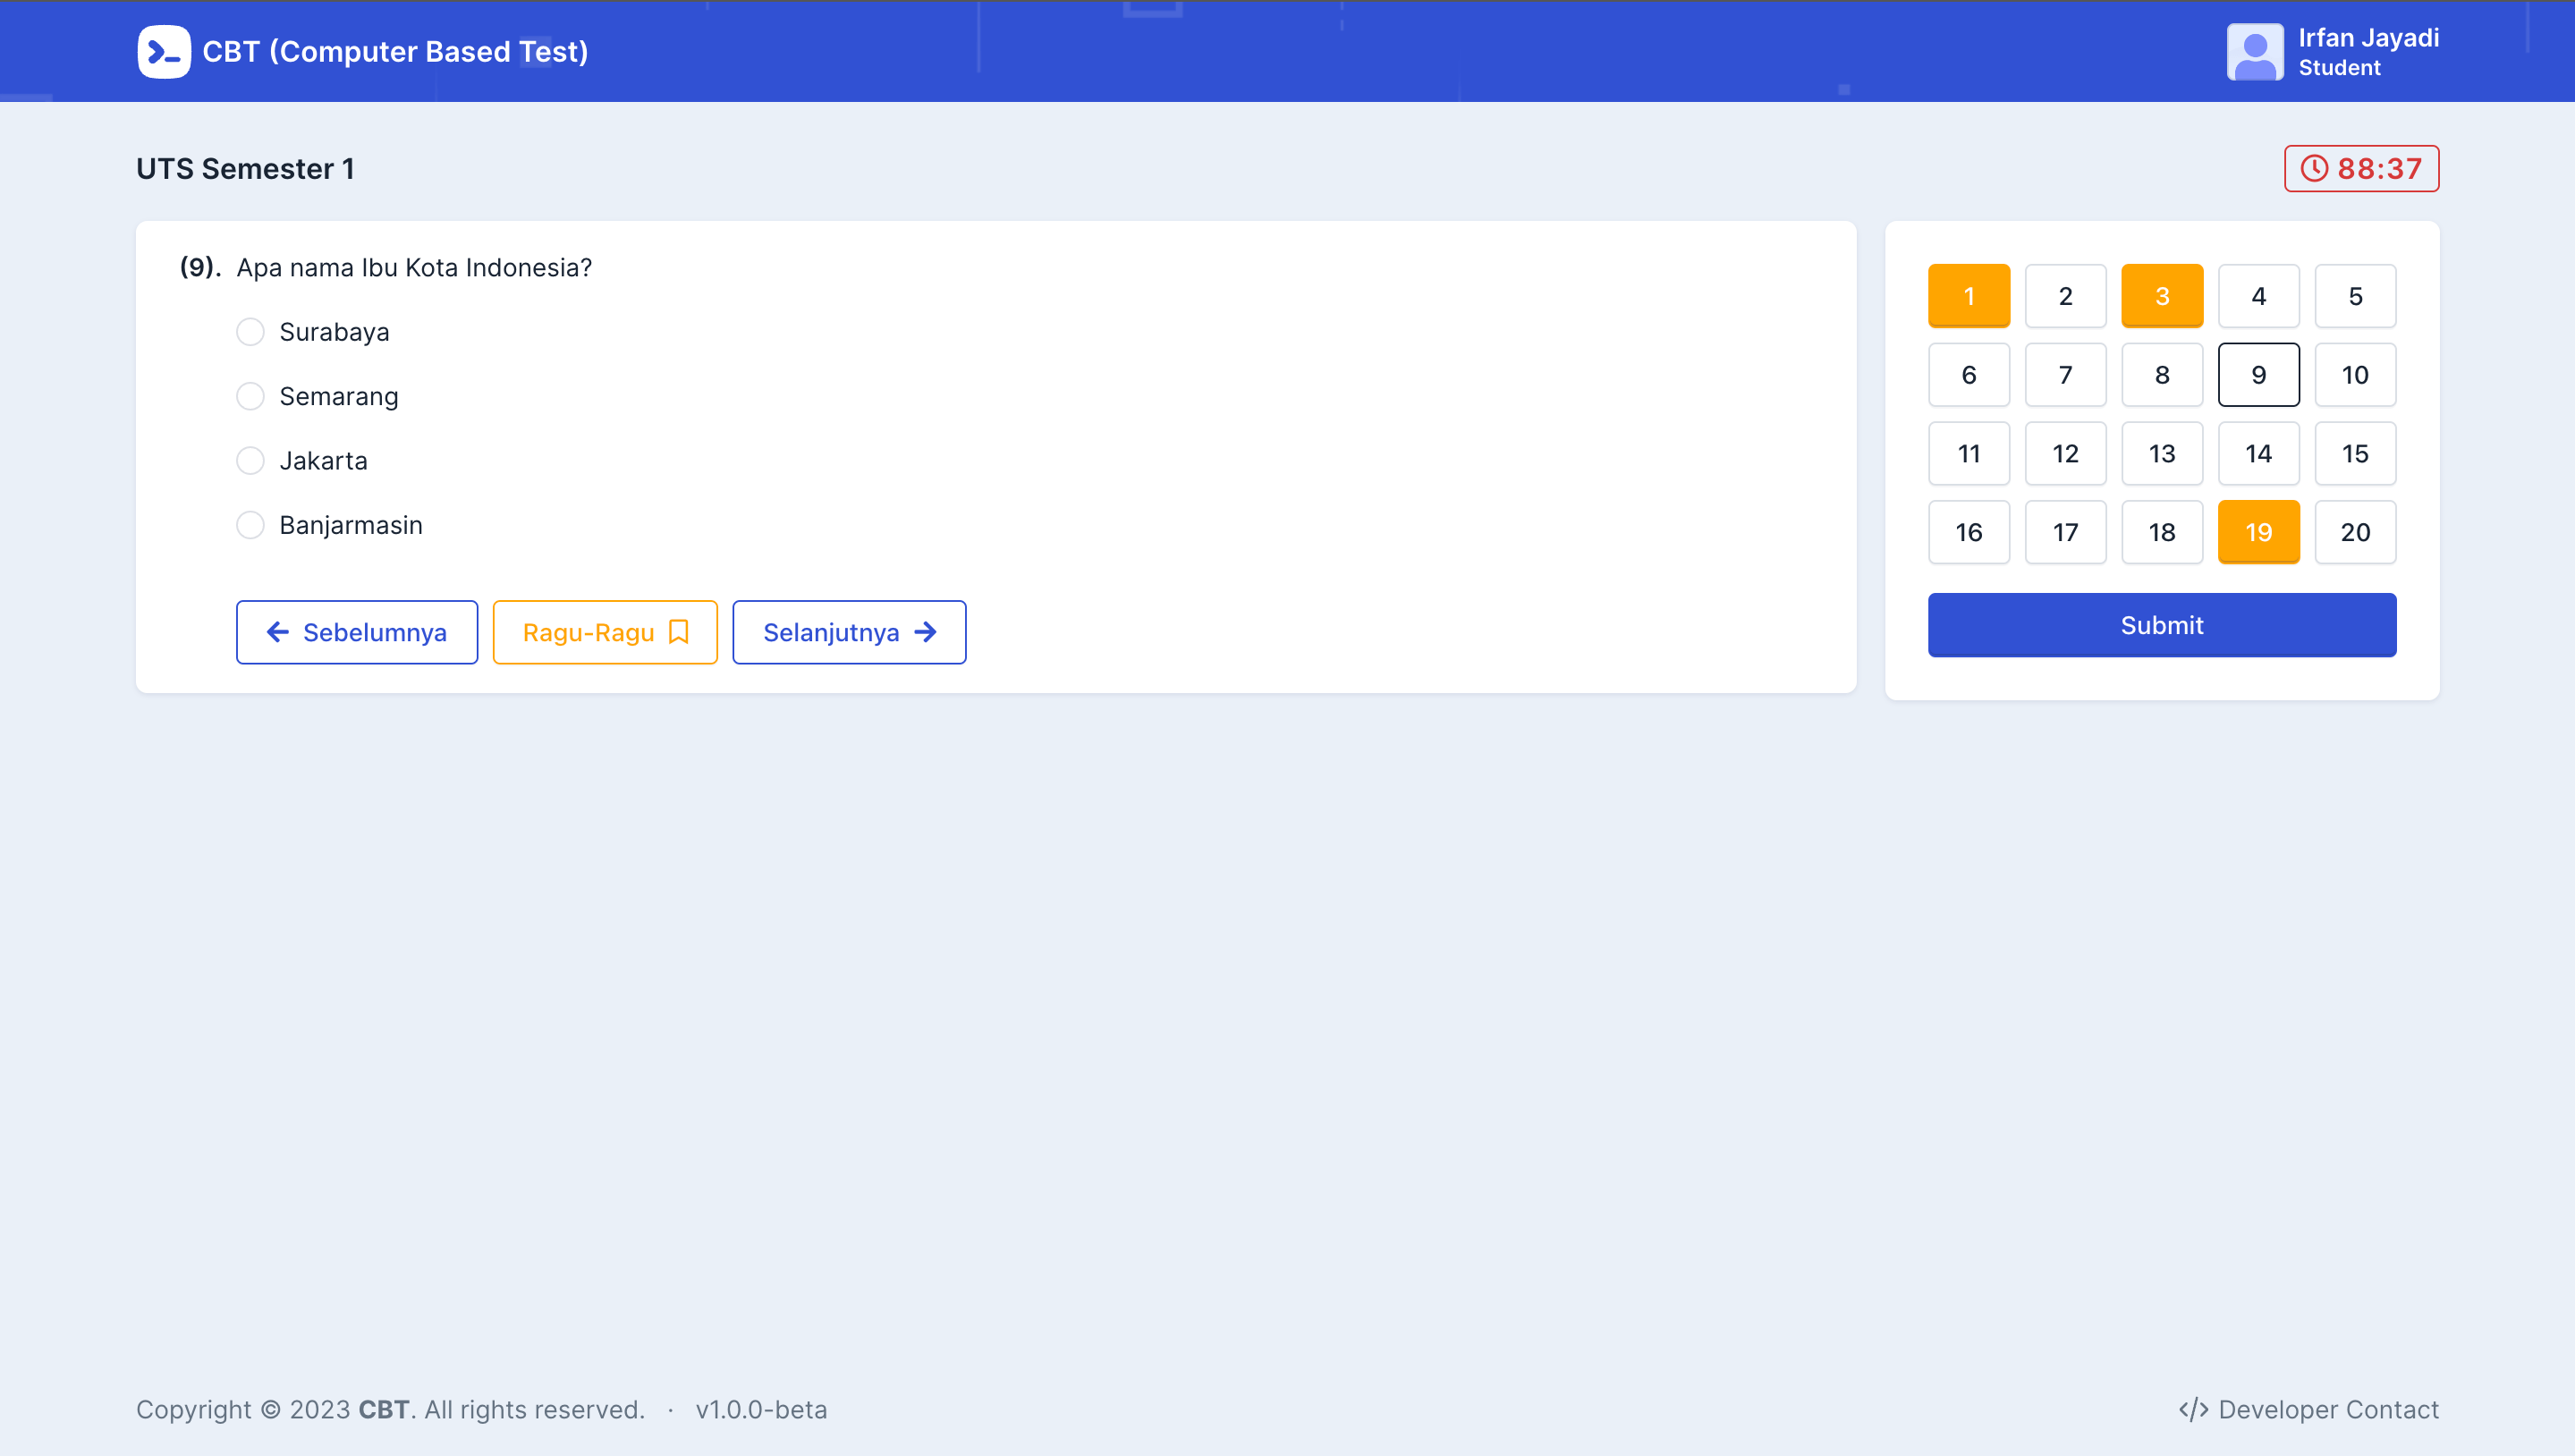 CBT (Computer Based Test)
Irfan Jayadi
Student
UTS Semester 1
88:37
(9). Apa nama Ibu Kota Indonesia?
Surabaya
Semarang
Jakarta
Banjarmasin
Sebelumnya
Ragu-Ragu
Selanjutnya
1 2 3 4 5
6 7 8 9 10
11 12 13 14 15
16 17 18 19 20
Submit
Copyright © 2023 CBT. All rights reserved. · v1.0.0-beta
Developer Contact